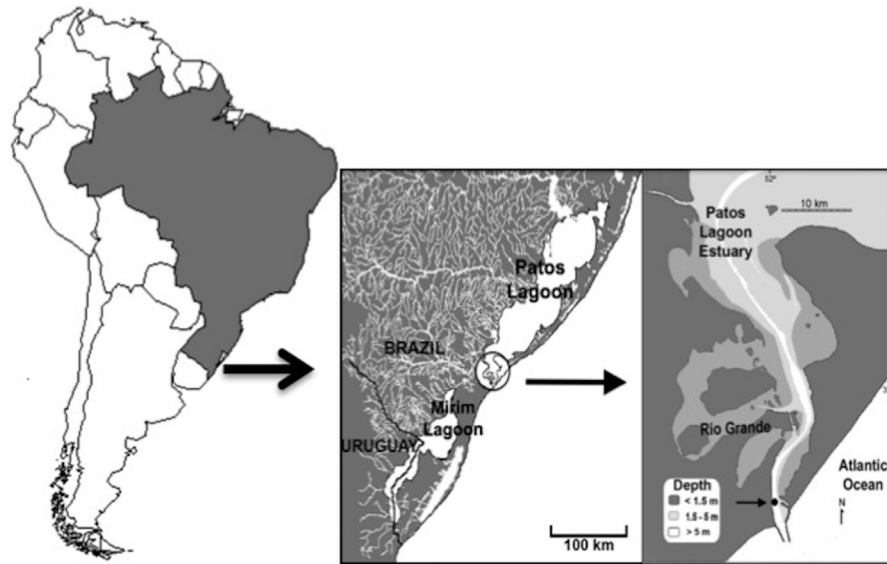 Patos
Lagoon
BRAZIL
Mirim
Lagoon
URUGUAY
100 km
52°
10 km
Patos
Lagoon
Estuary
Rio Grande
Atlantic
Ocean
N
Depth
< 1.5 m
1.5 - 5 m
> 5 m